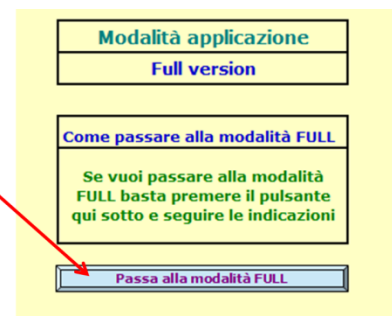 Modalità applicazione
Full version
Come passare alla modalità FULL
Se vuoi passare alla modalità
FULL basta premere il pulsante
qui sotto e seguire le indicazioni
Passa alla modalità FULL